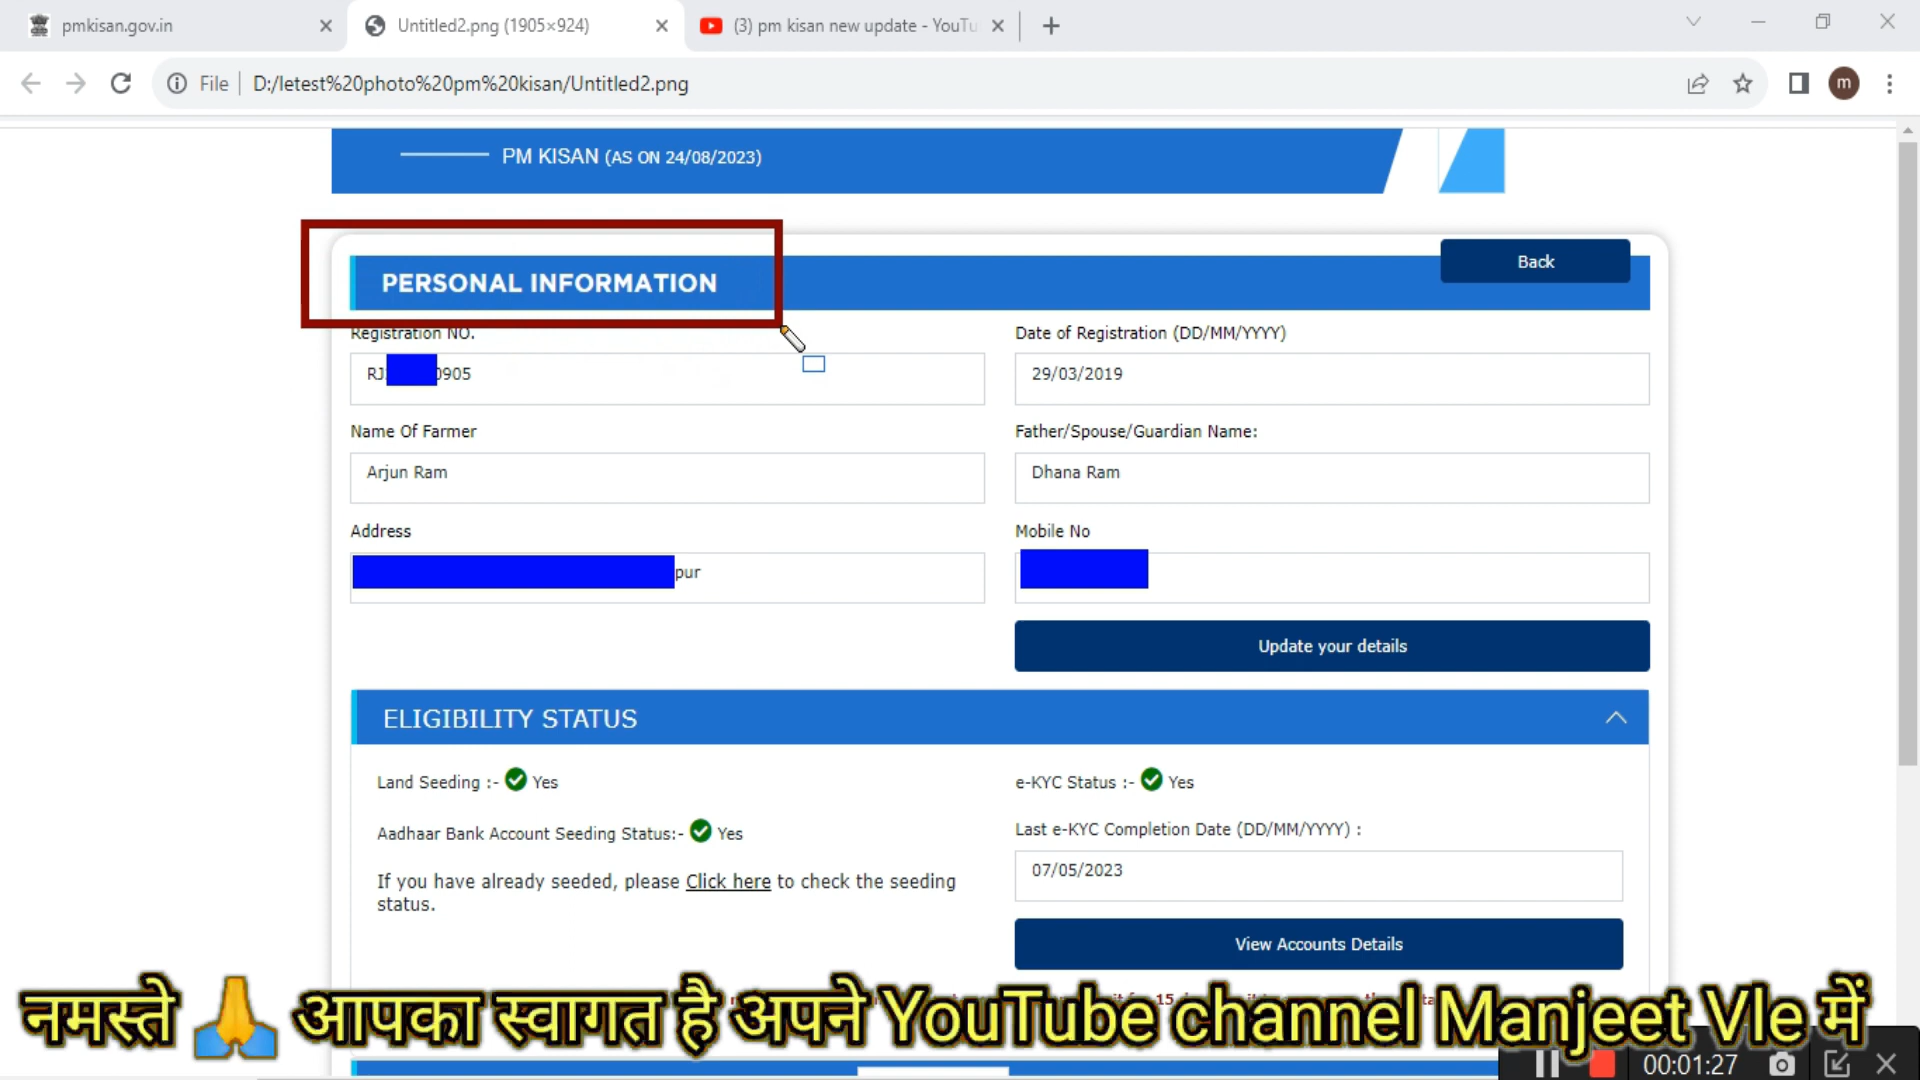 pmkisan.gov.in
Untitled2.png (1905×924)
(3) pm kisan new update - YouTu
File
D:/letest%20photo%20pm%20kisan/Untitled2.png
m
PM KISAN (AS ON 24/08/2023)
Back
PERSONAL INFORMATION
Registration NO.
Date of Registration (DD/MM/YYYY)
RJ 0905
29/03/2019
Name Of Farmer
Father/Spouse/Guardian Name:
Arjun Ram
Dhana Ram
Address
Mobile No
pur
Update your details
ELIGIBILITY STATUS
Land Seeding :- Yes
e-KYC Status :- Yes
Aadhaar Bank Account Seeding Status:- Yes
Last e-KYC Completion Date (DD/MM/YYYY) :
07/05/2023
If you have already seeded, please Click here to check the seeding
status.
View Accounts Details
नमस्ते 🙏 आपका स्वागत है अपने YouTube channel Manjeet Vle में
00:01:27